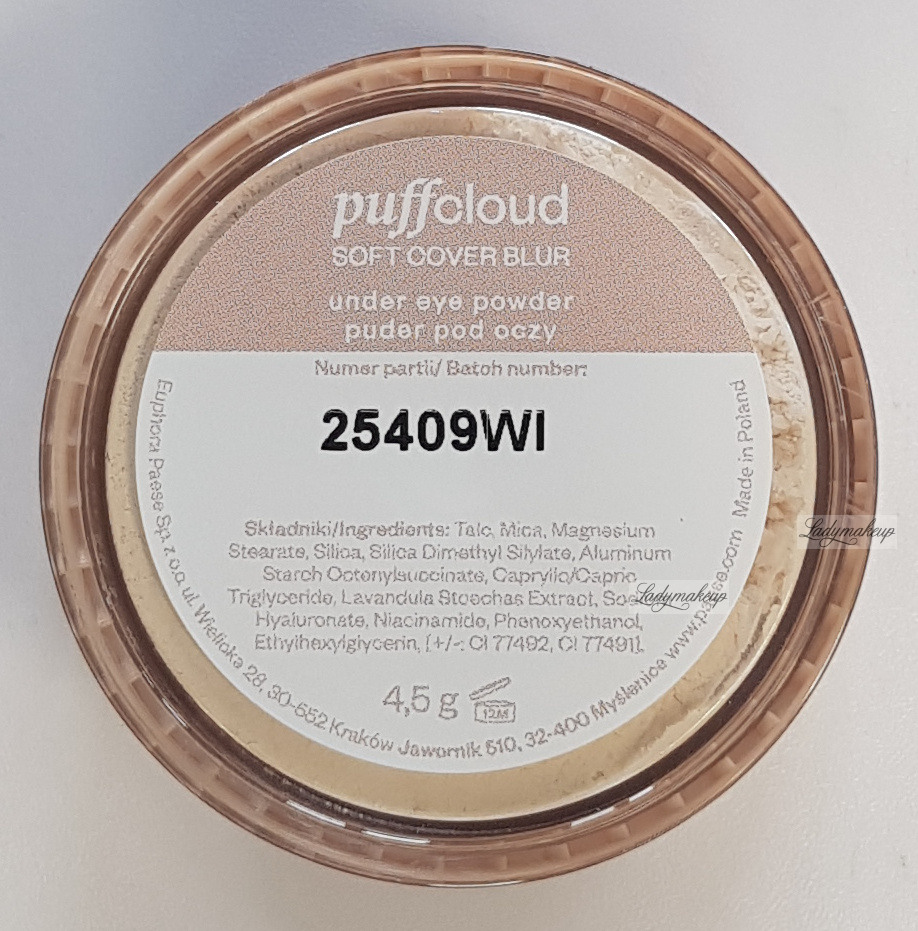 puffcloud
SOFT COVER BLUR
under eye powder
puder pod oczy
Numer partii/ Batch number:
25409WI
Składniki/Ingredients: Talc, Mica, Magnesium
Stearate, Silica, Silica Dimethyl Silylate, Aluminum
Starch Octenylsuccinate, Caprylic/Capric
Triglyceride, Lavandula Stoechas Extract,
Hyaluronate, Niacinamide, Phenoxyethanol,
Ethylhexylglycerin, [+/-: CI 77492, CI 77491].
4,5 g
12M
Euphora Paese Sp. z o.o. ul. Wielicka 28, 30-552 Kraków Jawornik 510, 32-400 Myślenice www.paese.com Made in Poland
Ladymakeup
Ladymakeup